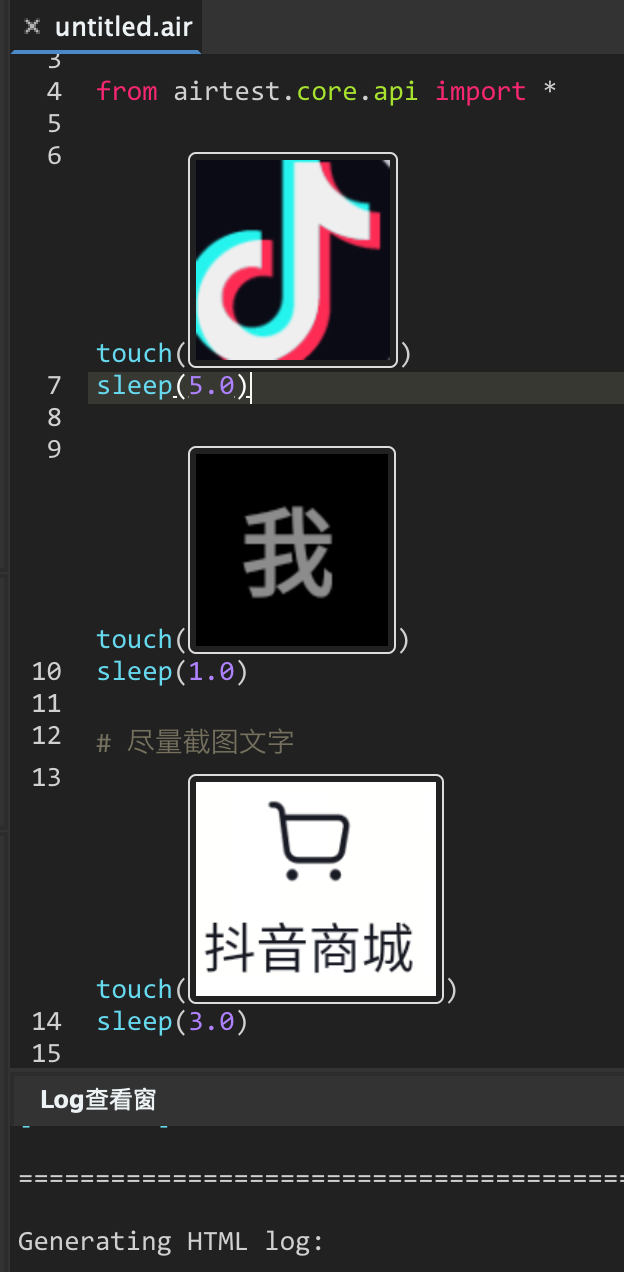 untitled.air
3
4 from airtest.core.api import *
5
6
touch( )
7 sleep(5.0)
8
9
我
touch( )
10 sleep(1.0)
11
12 # 尽量截图文字
13
抖音商城
touch( )
14 sleep(3.0)
15
Log查看窗
==========================================
Generating HTML log: